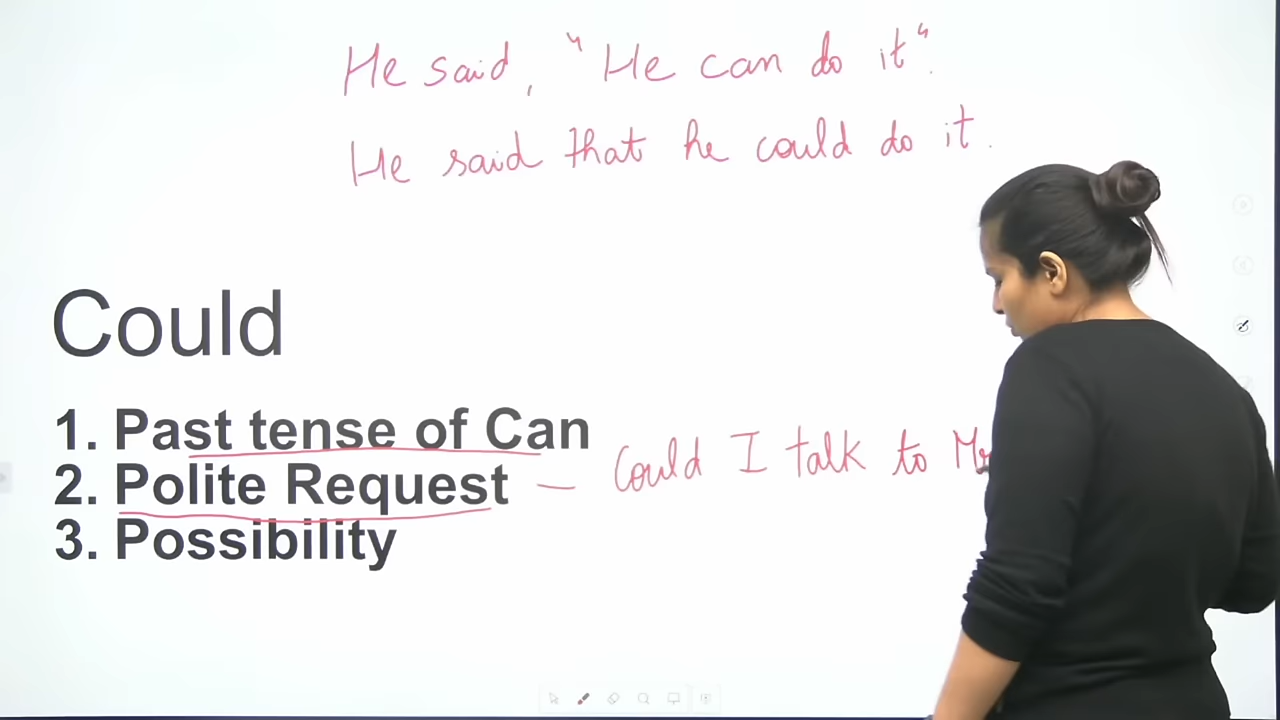 He said, "He can do it".
He said that he could do it.
Could
1. Past tense of Can
2. Polite Request — Could I talk to Mr
3. Possibility